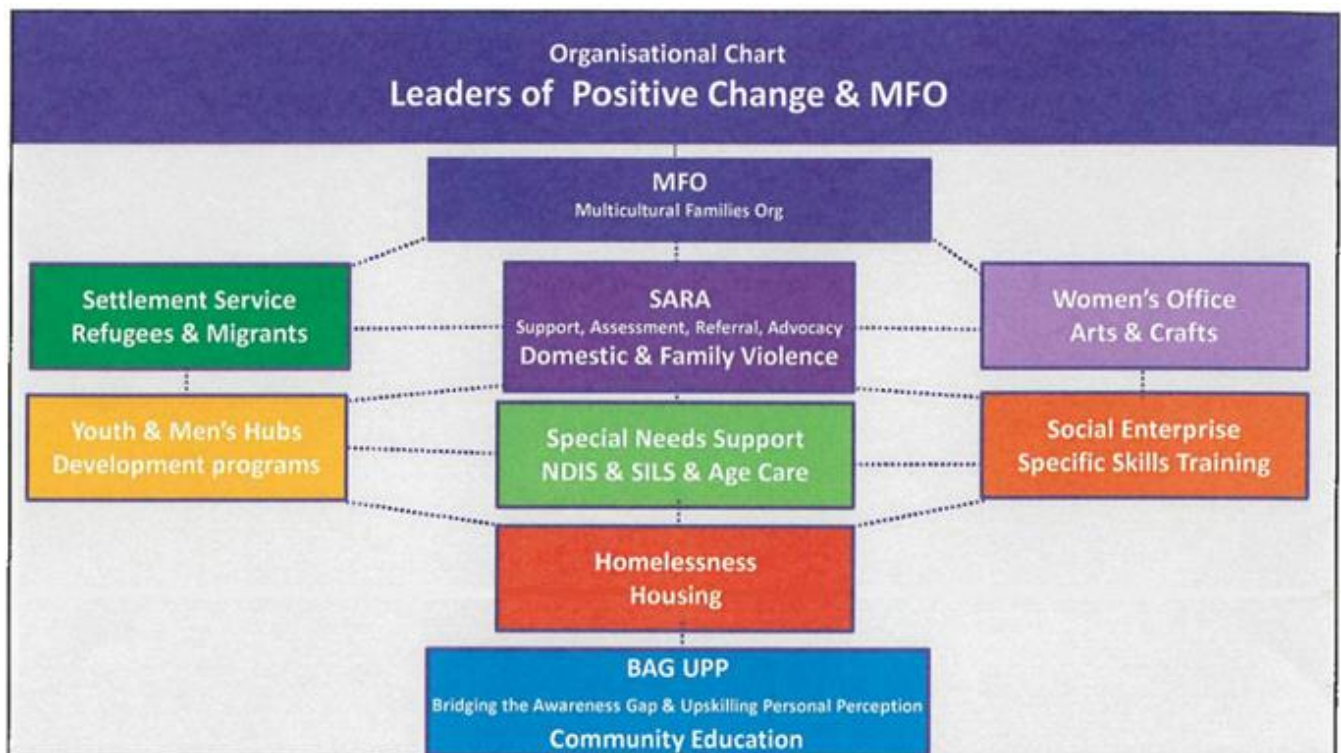 Organisational Chart
Leaders of Positive Change & MFO
MFO
Multicultural Families Org
Settlement Service
Refugees & Migrants
SARA
Support, Assessment, Referral, Advocacy
Domestic & Family Violence
Women's Office
Arts & Crafts
Youth & Men's Hubs
Development programs
Special Needs Support
NDIS & SILS & Age Care
Social Enterprise
Specific Skills Training
Homelessness
Housing
BAG UPP
Bridging the Awareness Gap & Upskilling Personal Perception
Community Education